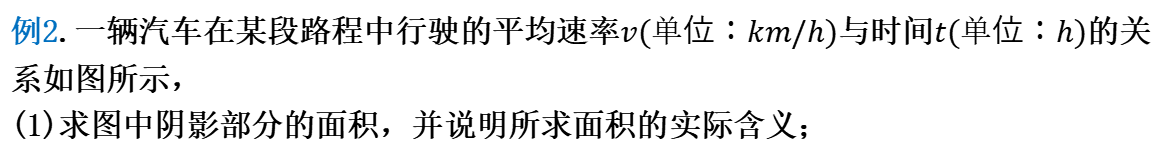 例2. 一辆汽车在某段路程中行驶的平均速率v(单位：km/h)与时间t(单位：h)的关
系如图所示，
(1)求图中阴影部分的面积，并说明所求面积的实际含义；